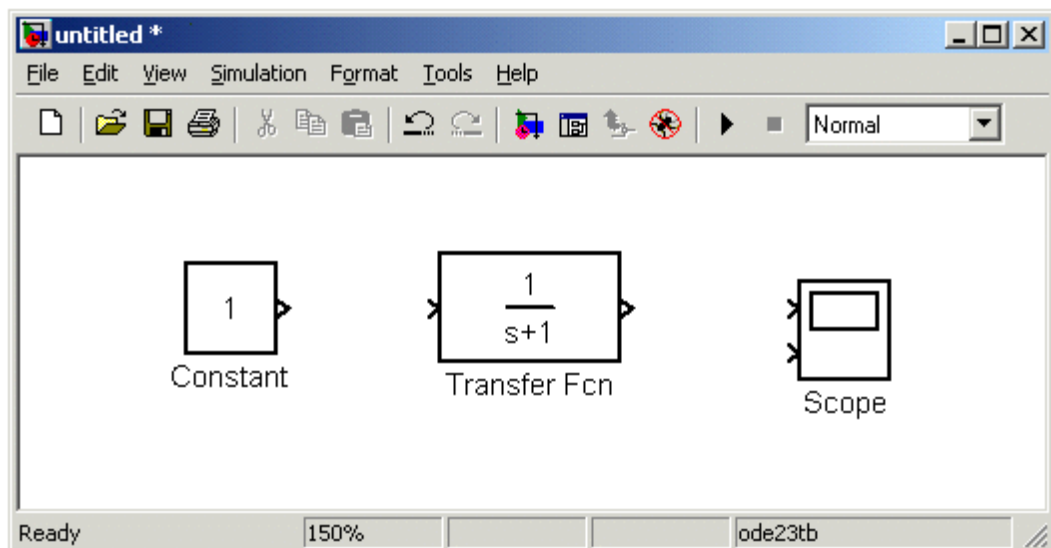 untitled *
File Edit View Simulation Format Tools Help
Normal
1
Constant
1
s+1
Transfer Fcn
Scope
Ready 150% ode23tb